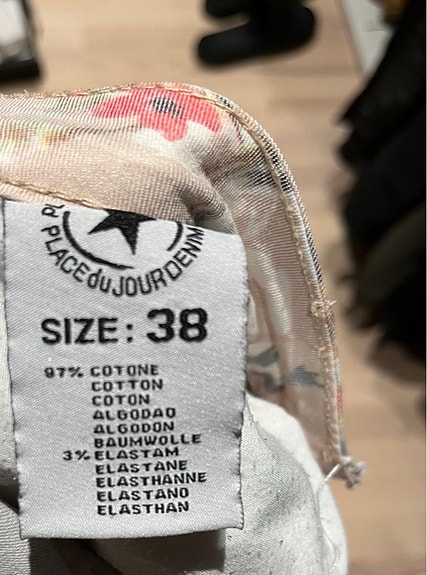 PLACE du JOUR DENIM
SIZE: 38
97% COTONE
COTTON
COTON
ALGODAO
ALGODON
BAUMWOLLE
3% ELASTAM
ELASTANE
ELASTHANNE
ELASTANO
ELASTHAN